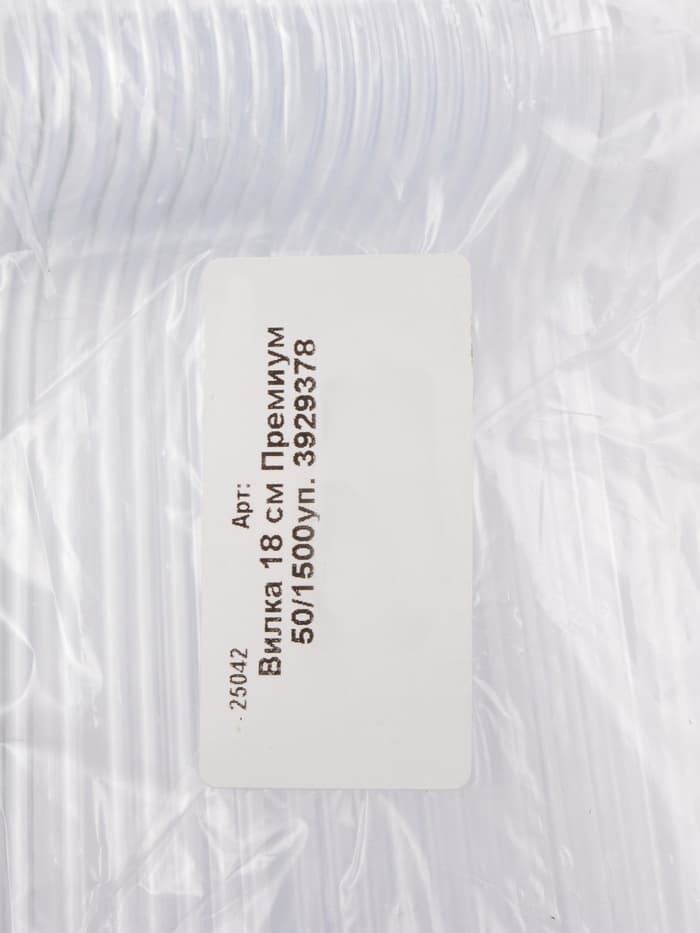 . 25042 Арт:
Вилка 18 см Премиум
50/1500уп. 3929378